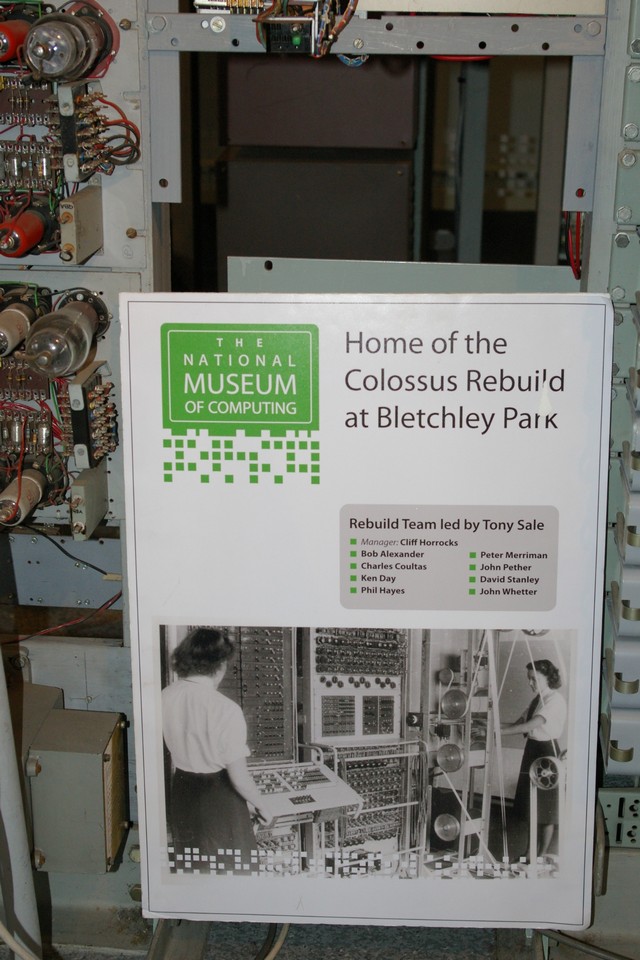 THE
NATIONAL
MUSEUM
OF COMPUTING
Home of the
Colossus Rebuild
at Bletchley Park
Rebuild Team led by Tony Sale
Manager: Cliff Horrocks
Bob Alexander
Charles Coultas
Ken Day
Phil Hayes
Peter Merriman
John Pether
David Stanley
John Whetter